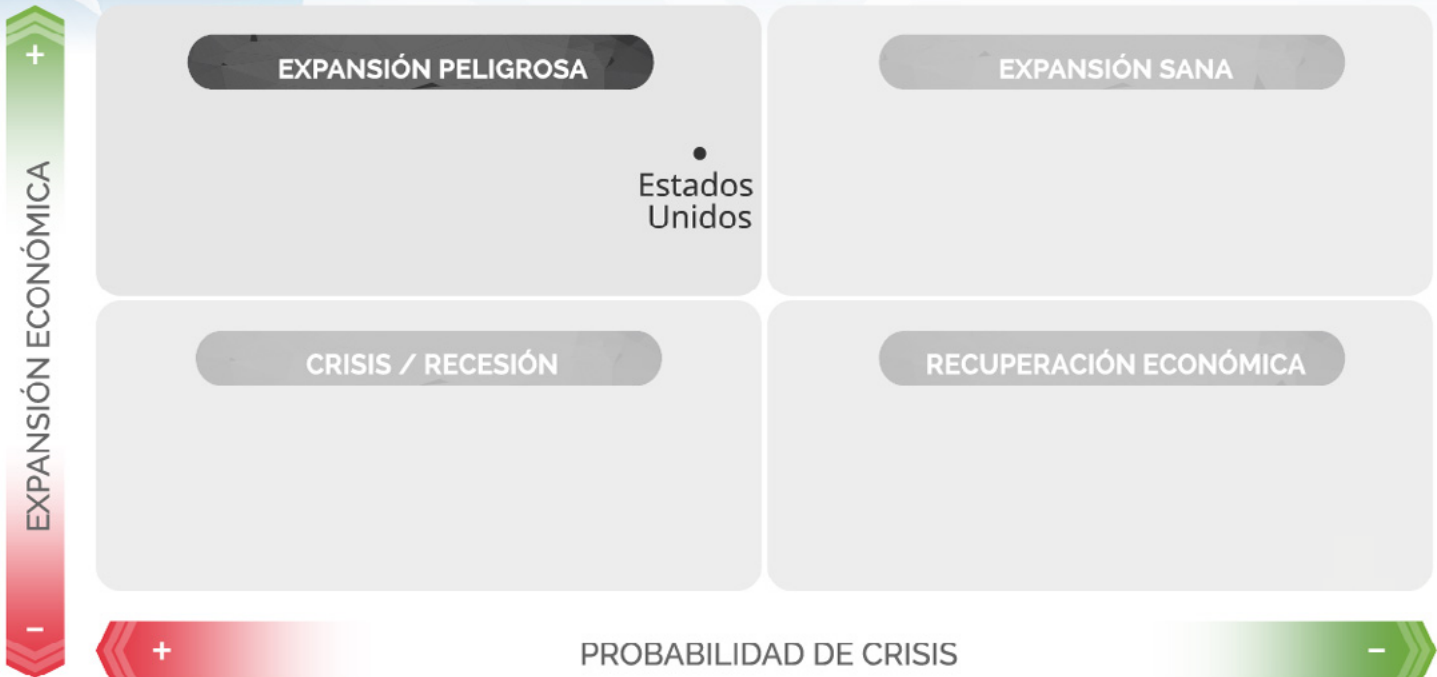 +
EXPANSIÓN ECONÓMICA
−
EXPANSIÓN PELIGROSA
EXPANSIÓN SANA
Estados
Unidos
CRISIS / RECESIÓN
RECUPERACIÓN ECONÓMICA
+
PROBABILIDAD DE CRISIS
−